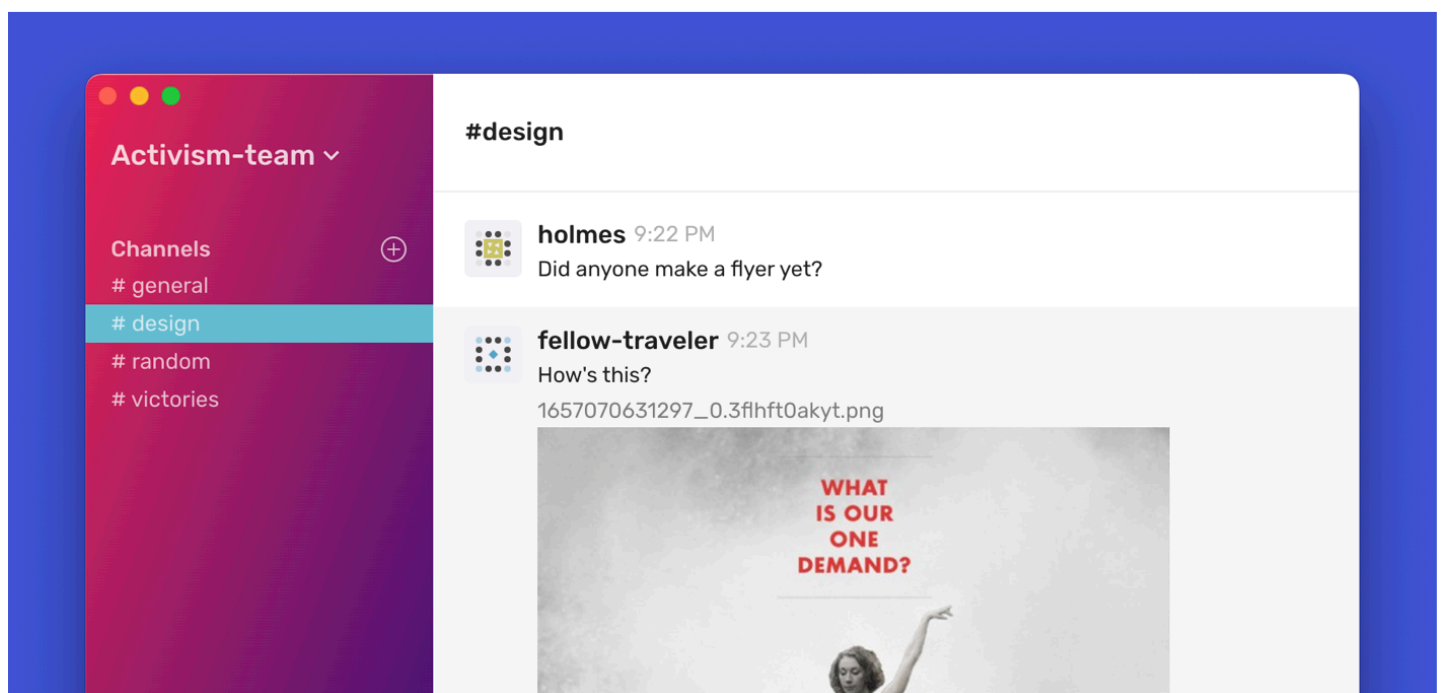 Activism-team
Channels
# general
# design
# random
# victories
#design
holmes 9:22 PM
Did anyone make a flyer yet?
fellow-traveler 9:23 PM
How's this?
1657070631297_0.3flhft0akyt.png
WHAT
IS OUR
ONE
DEMAND?